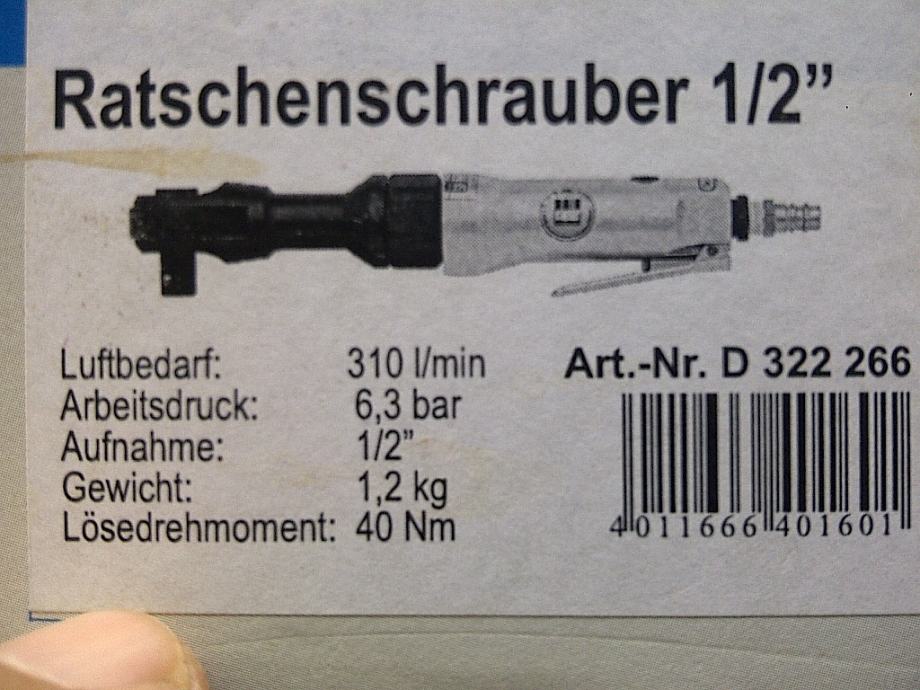 Ratschenschrauber 1/2”
Luftbedarf: 310 l/min
Arbeitsdruck: 6,3 bar
Aufnahme: 1/2”
Gewicht: 1,2 kg
Lösedrehmoment: 40 Nm
Art.-Nr. D 322 266
4 011666 401601